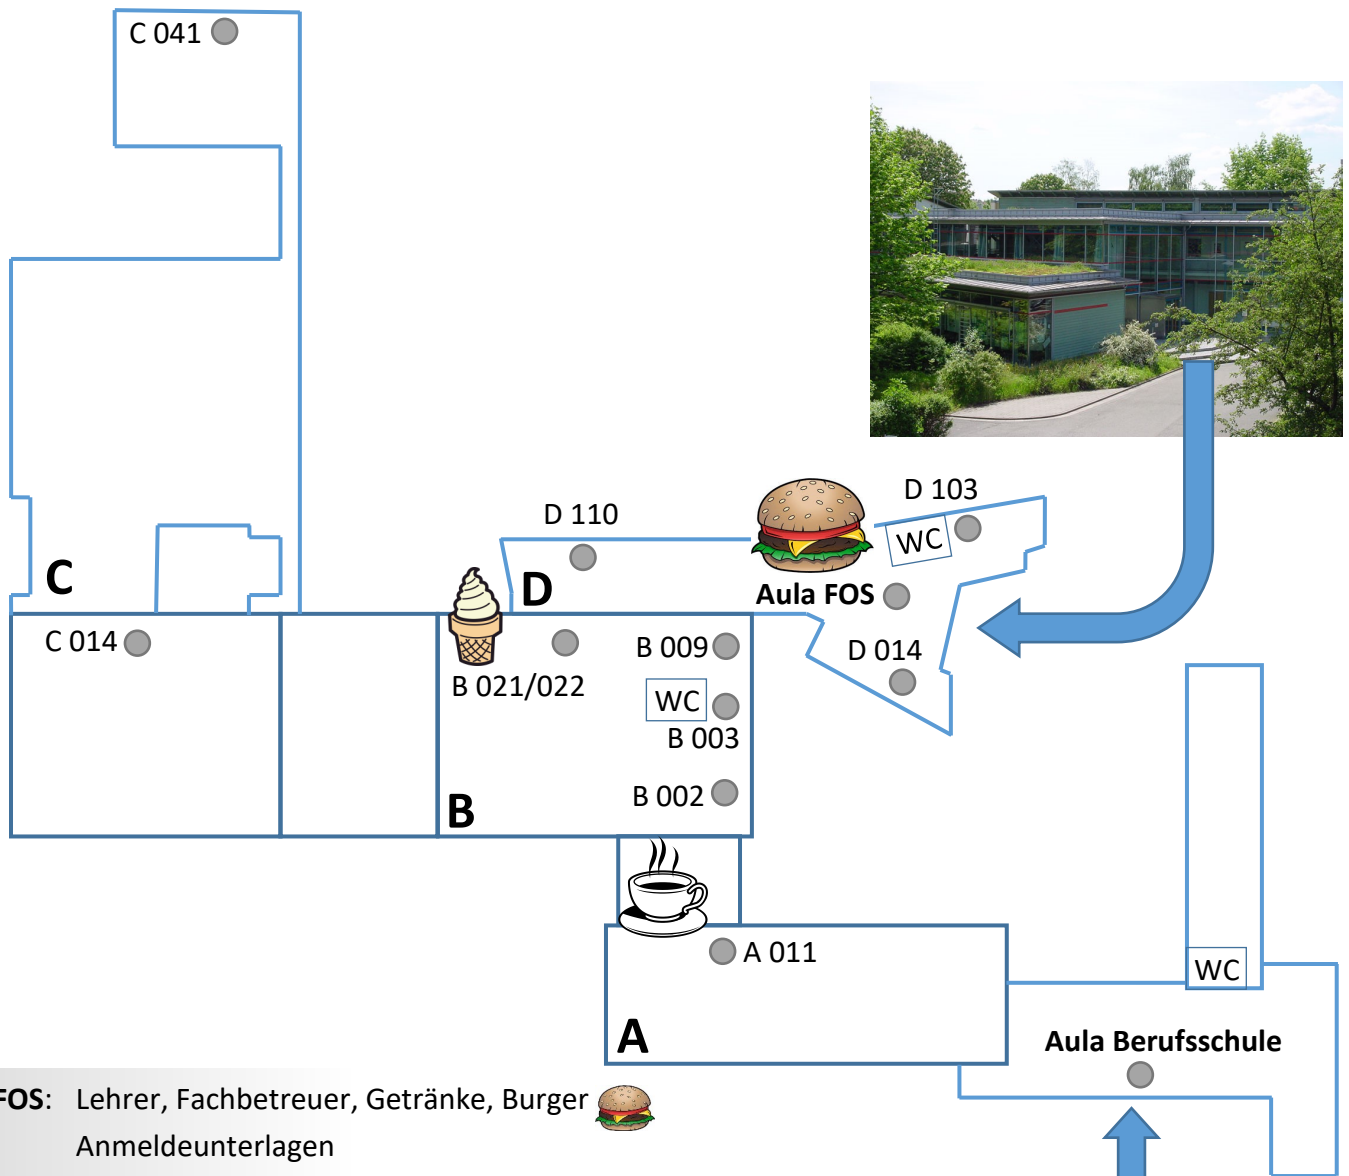 C 041
D 103
D 110
WC
C
D
Aula FOS
C 014
B 009
D 014
B 021/022
WC
B 003
B 002
B
A 011
WC
A
Aula Berufsschule
FOS: Lehrer, Fachbetreuer, Getränke, Burger
Anmeldeunterlagen